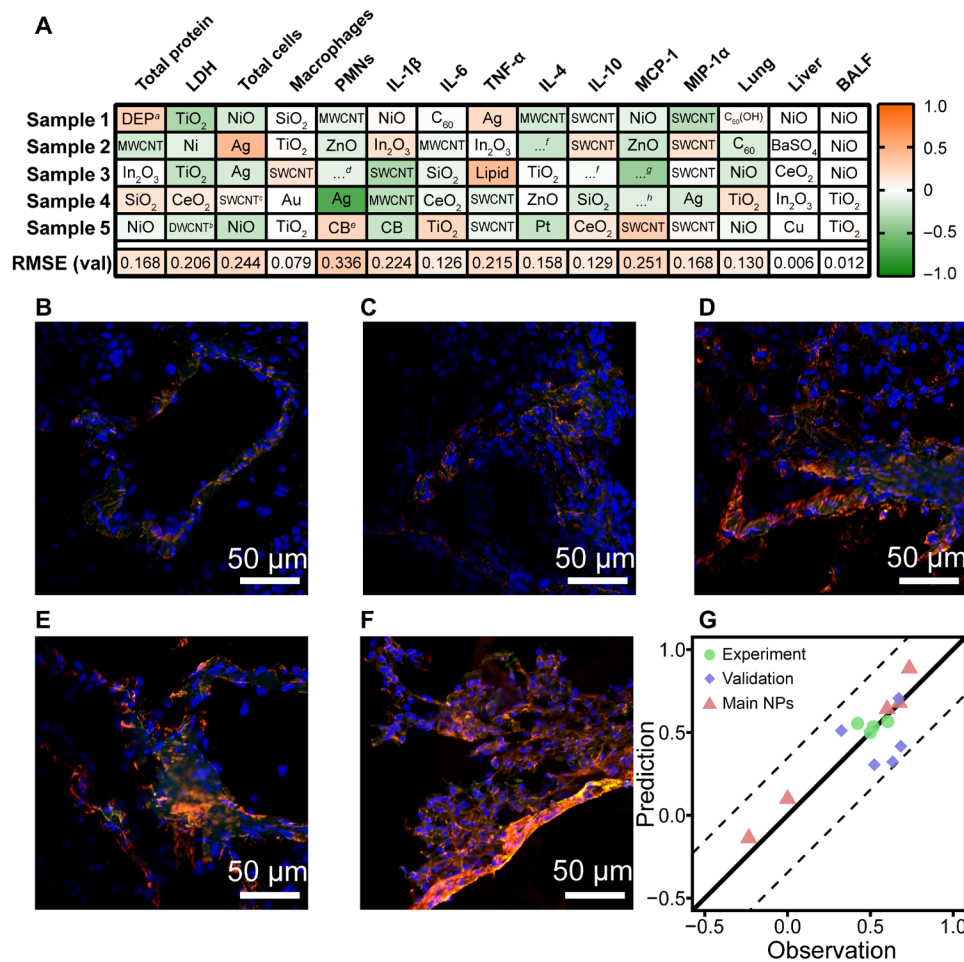 A
Total protein LDH Total cells Macrophages PMNs IL-1β IL-6 TNF-α IL-4 IL-10 MCP-1 MIP-1α Lung Liver BALF
Sample 1 DEPᵃ TiO₂ NiO SiO₂ MWCNT NiO C₆₀ Ag MWCNT SWCNT NiO SWCNT C₆₀(OH) NiO NiO
Sample 2 MWCNT Ni Ag TiO₂ ZnO In₂O₃ MWCNT In₂O₃ ...ᶠ SWCNT ZnO SWCNT C₆₀ BaSO₄ NiO
Sample 3 In₂O₃ TiO₂ Ag SWCNT ...ᵈ SWCNT SiO₂ Lipid TiO₂ ...ᶠ ...ᵍ SWCNT NiO CeO₂ NiO
Sample 4 SiO₂ CeO₂ SWCNTᶜ Au Ag MWCNT CeO₂ SWCNT ZnO SiO₂ ...ʰ Ag TiO₂ In₂O₃ TiO₂
Sample 5 NiO DWCNTᵇ NiO TiO₂ CBᵉ CB TiO₂ SWCNT Pt CeO₂ SWCNT SWCNT NiO Cu TiO₂
RMSE (val) 0.168 0.206 0.244 0.079 0.336 0.224 0.126 0.215 0.158 0.129 0.251 0.168 0.130 0.006 0.012
1.0
0.5
0
−0.5
−1.0
B
50 μm
C
50 μm
D
50 μm
E
50 μm
F
50 μm
G
Experiment
Validation
Main NPs
1.0
0.5
0.0
−0.5
Prediction
−0.5 0.0 0.5 1.0
Observation